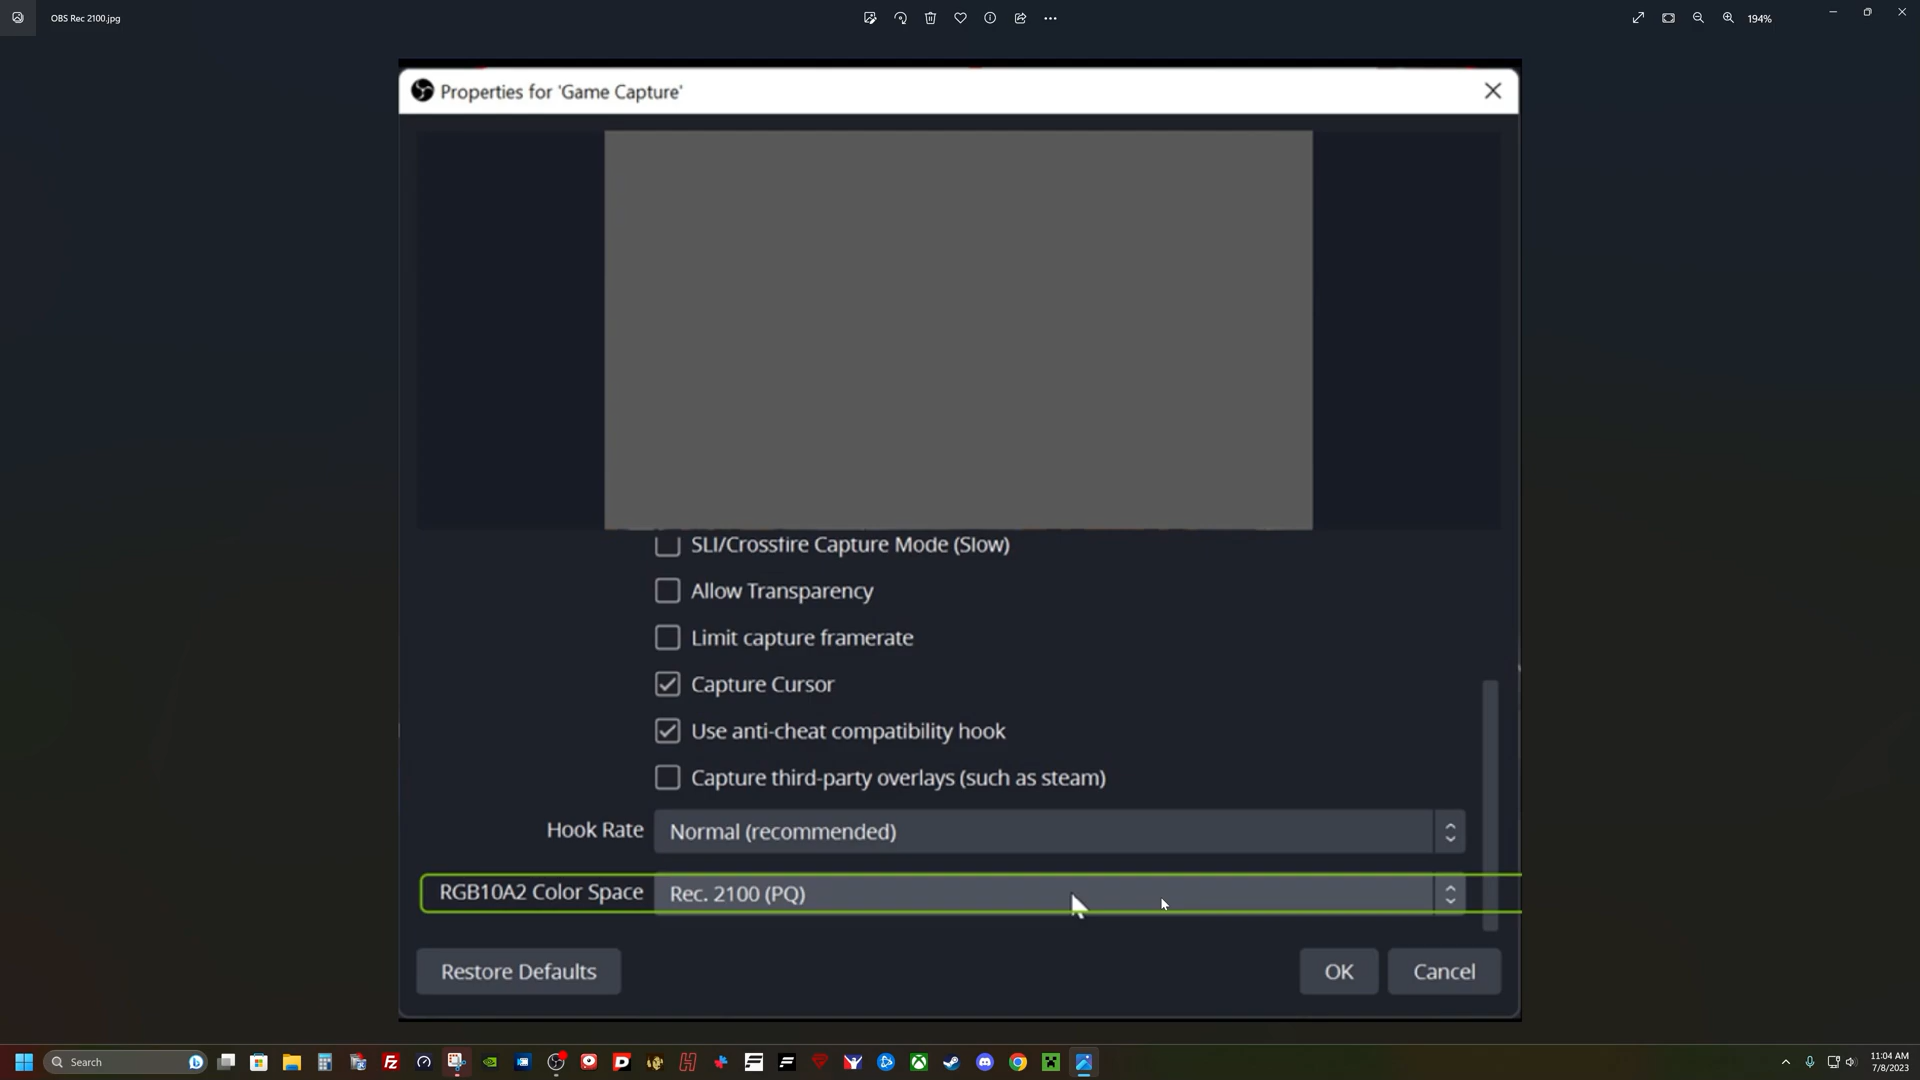 OBS Rec 2100.jpg
194%
Properties for 'Game Capture'
SLI/Crossfire Capture Mode (Slow)
Allow Transparency
Limit capture framerate
Capture Cursor
Use anti-cheat compatibility hook
Capture third-party overlays (such as steam)
Hook Rate Normal (recommended)
RGB10A2 Color Space Rec. 2100 (PQ)
Restore Defaults OK Cancel
Search
11:04 AM
7/8/2023